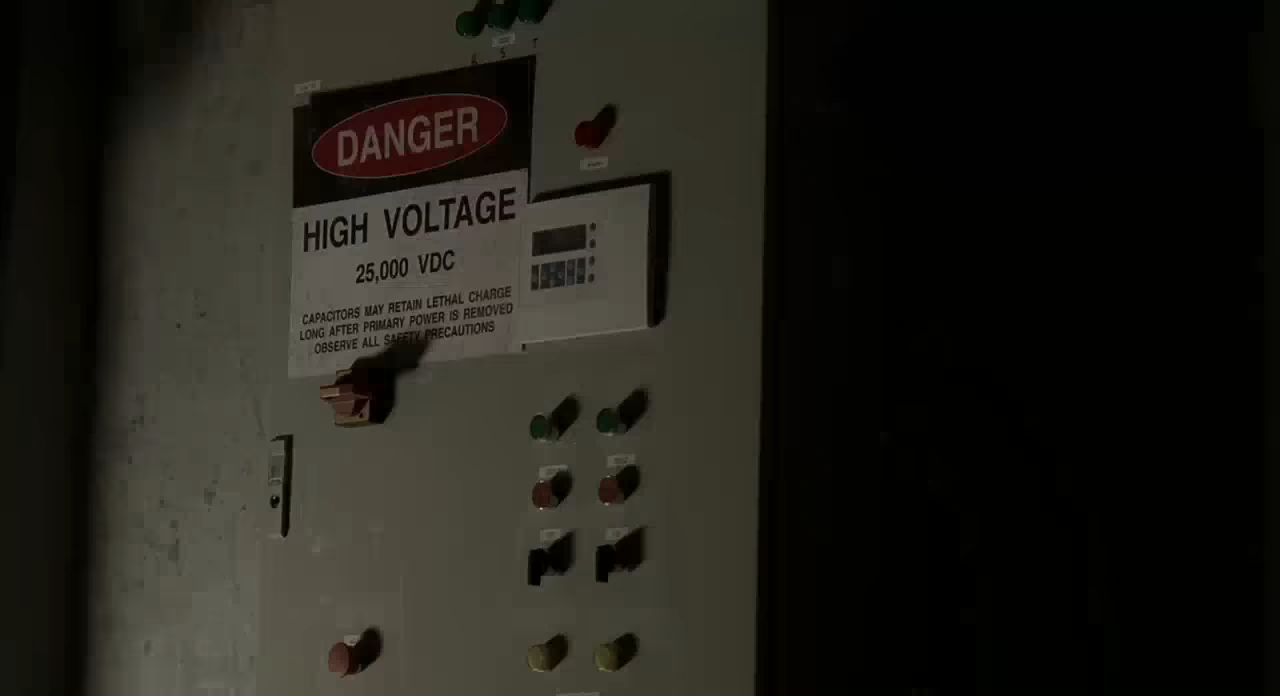 R S T
DANGER
HIGH VOLTAGE
25,000 VDC
CAPACITORS MAY RETAIN LETHAL CHARGE
LONG AFTER PRIMARY POWER IS REMOVED
OBSERVE ALL SAFETY PRECAUTIONS